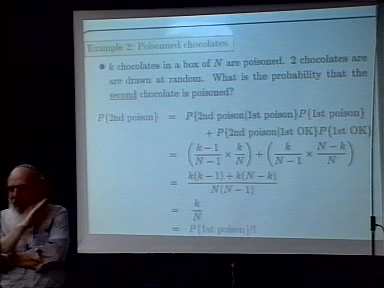 Example 2: Poisonned chocolates
• k chocolates in a box of N are poisoned. 2 chocolates are
are drawn at random. What is the probability that the
second chocolate is poisoned?
P{2nd poison} = P{2nd poison|1st poison}P{1st poison}
+ P{2nd poison|1st OK}P{1st OK}
= (k−1/N−1 × k/N) + (k/N−1 × N−k/N)
= k(k−1)+k(N−k)/N(N−1)
= k/N
= P{1st poison}!!